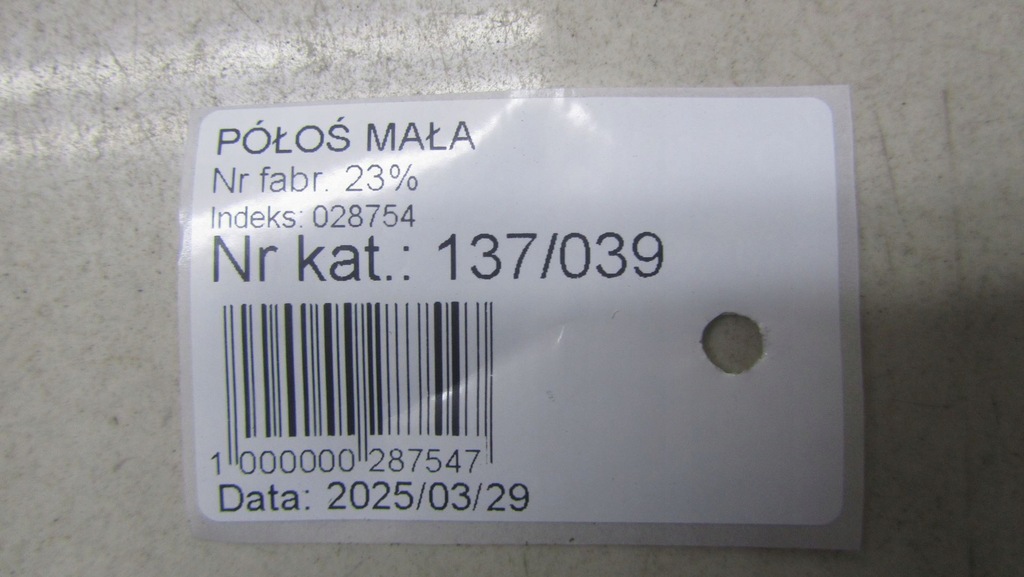 PÓŁOŚ MAŁA
Nr fabr. 23%
Indeks: 028754
Nr kat.: 137/039
1 000000 287547
Data: 2025/03/29